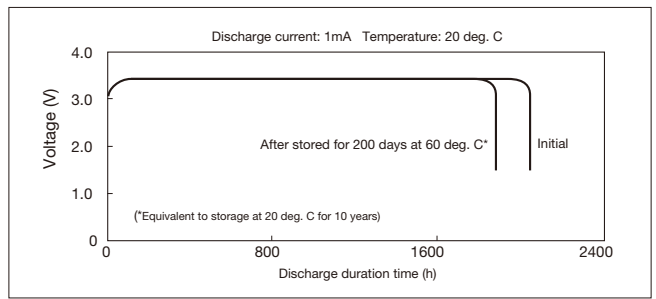 Discharge current: 1mA Temperature: 20 deg. C
4.0
3.0
2.0
1.0
0
Voltage (V)
After stored for 200 days at 60 deg. C*
Initial
(*Equivalent to storage at 20 deg. C for 10 years)
0
800
1600
2400
Discharge duration time (h)